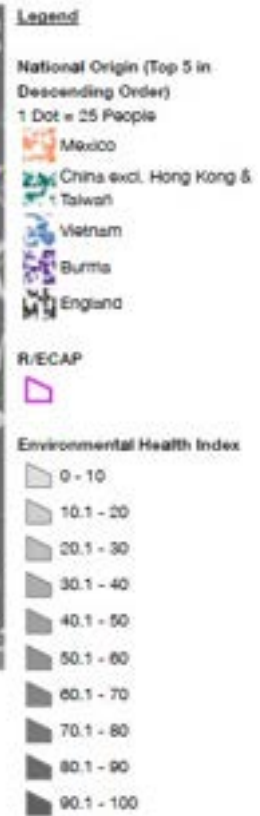 Legend
National Origin (Top 5 in
Descending Order)
1 Dot = 25 People
Mexico
China excl. Hong Kong &
Taiwan
Vietnam
Burma
England
R/ECAP
Environmental Health Index
0 - 10
10.1 - 20
20.1 - 30
30.1 - 40
40.1 - 50
50.1 - 60
60.1 - 70
70.1 - 80
80.1 - 90
90.1 - 100